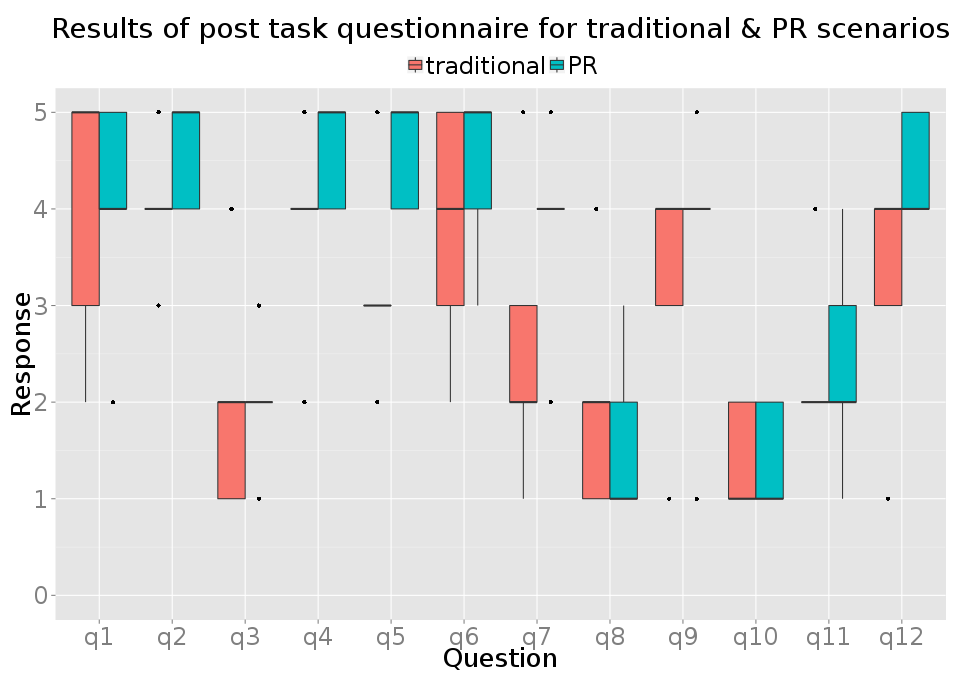 Results of post task questionnaire for traditional & PR scenarios
traditional PR
5
4
3
2
1
0
Response
q1 q2 q3 q4 q5 q6 q7 q8 q9 q10 q11 q12
Question